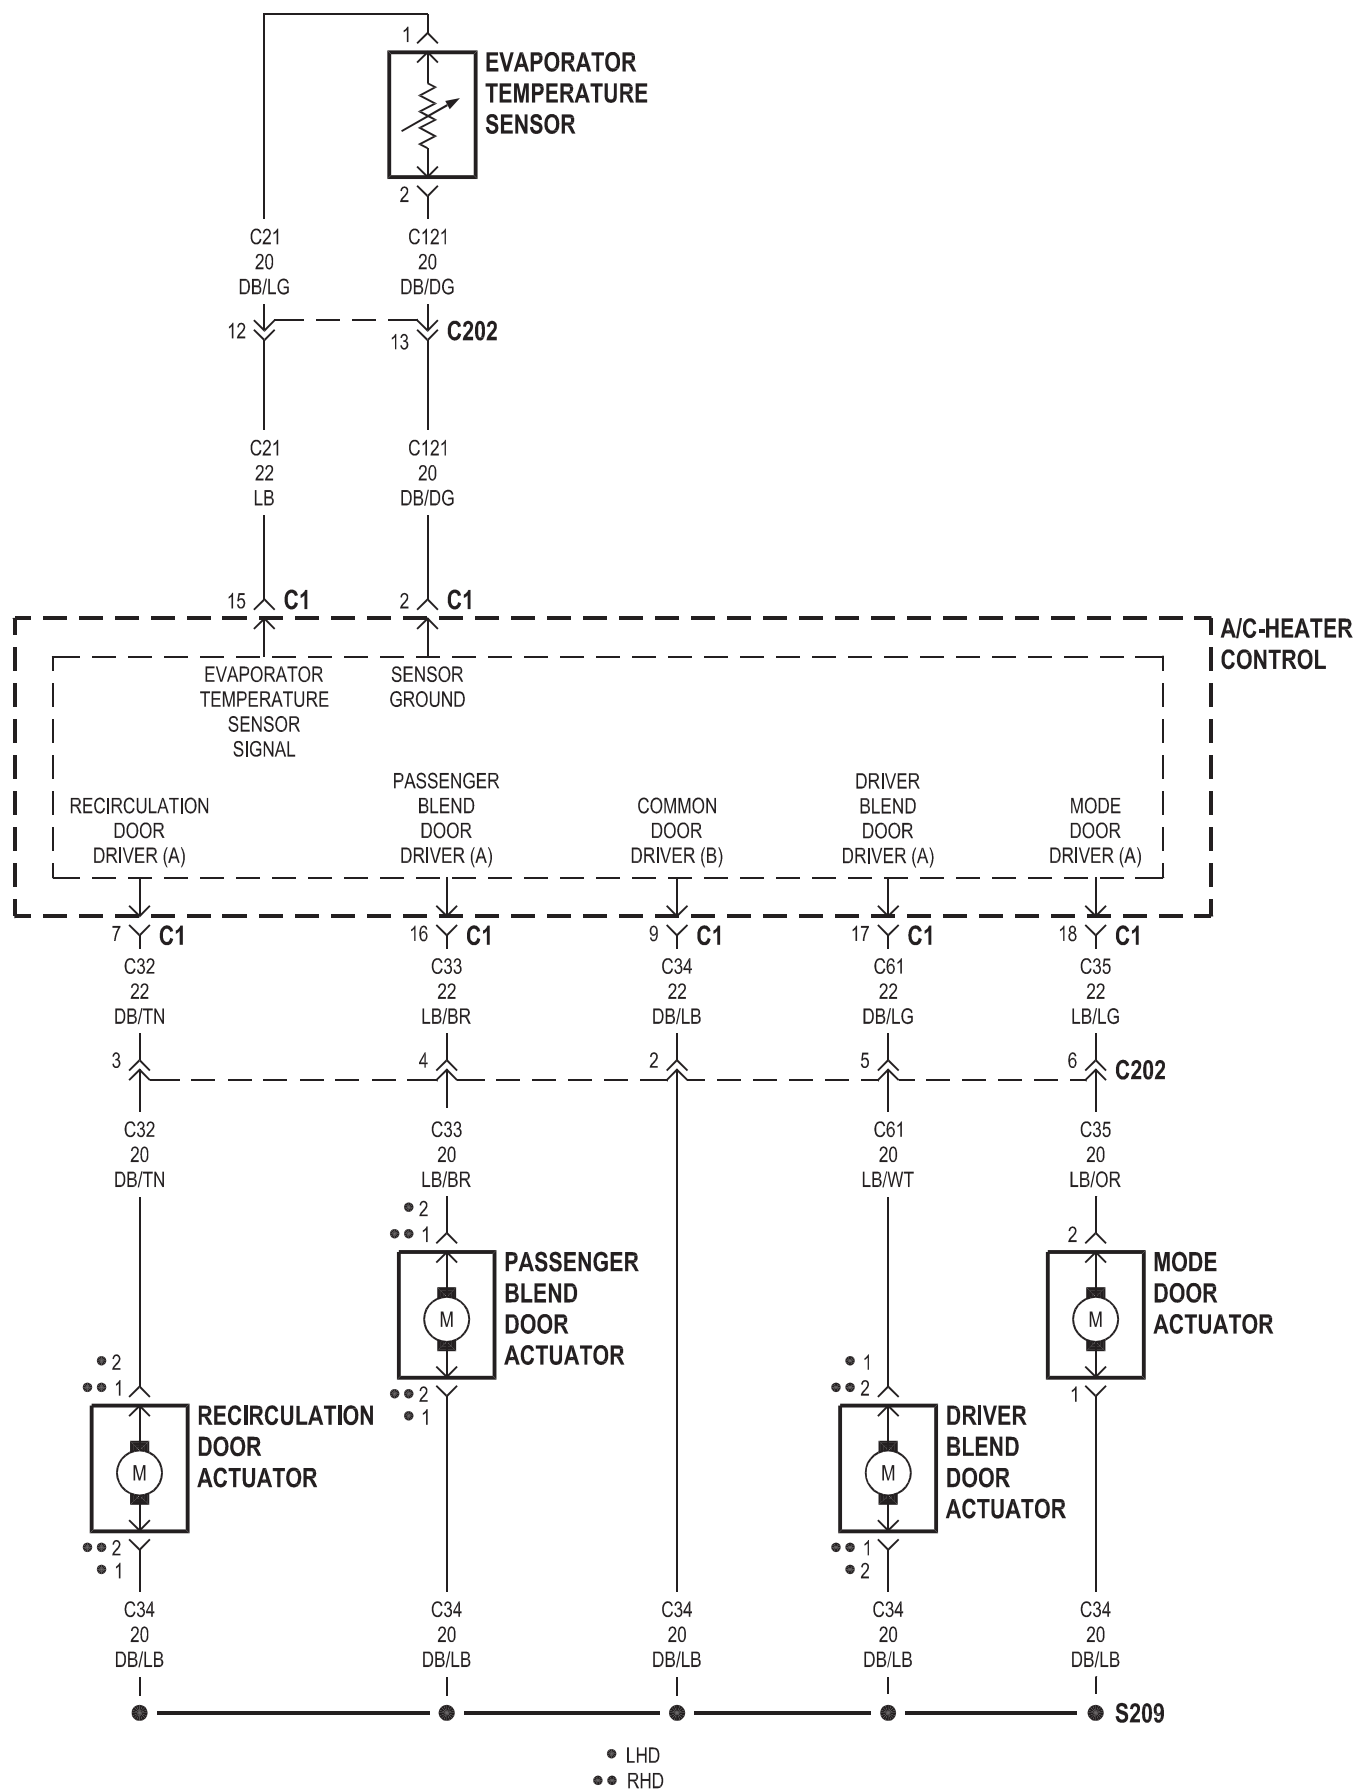 1
EVAPORATOR
TEMPERATURE
SENSOR
2
C21
20
DB/LG
C121
20
DB/DG
12
13
C202
C21
22
LB
C121
20
DB/DG
15
C1
2
C1
A/C-HEATER
CONTROL
EVAPORATOR
TEMPERATURE
SENSOR
SIGNAL
SENSOR
GROUND
RECIRCULATION
DOOR
DRIVER (A)
PASSENGER
BLEND
DOOR
DRIVER (A)
COMMON
DOOR
DRIVER (B)
DRIVER
BLEND
DOOR
DRIVER (A)
MODE
DOOR
DRIVER (A)
7
C1
16
C1
9
C1
17
C1
18
C1
C32
22
DB/TN
C33
22
LB/BR
C34
22
DB/LB
C61
22
DB/LG
C35
22
LB/LG
3
4
2
5
6
C202
C32
20
DB/TN
C33
20
LB/BR
C61
20
LB/WT
C35
20
LB/OR
2
1
PASSENGER
BLEND
DOOR
ACTUATOR
M
2
1
2
MODE
DOOR
ACTUATOR
M
1
2
1
RECIRCULATION
DOOR
ACTUATOR
M
2
1
1
2
DRIVER
BLEND
DOOR
ACTUATOR
M
1
2
C34
20
DB/LB
C34
20
DB/LB
C34
20
DB/LB
C34
20
DB/LB
C34
20
DB/LB
S209
LHD
RHD